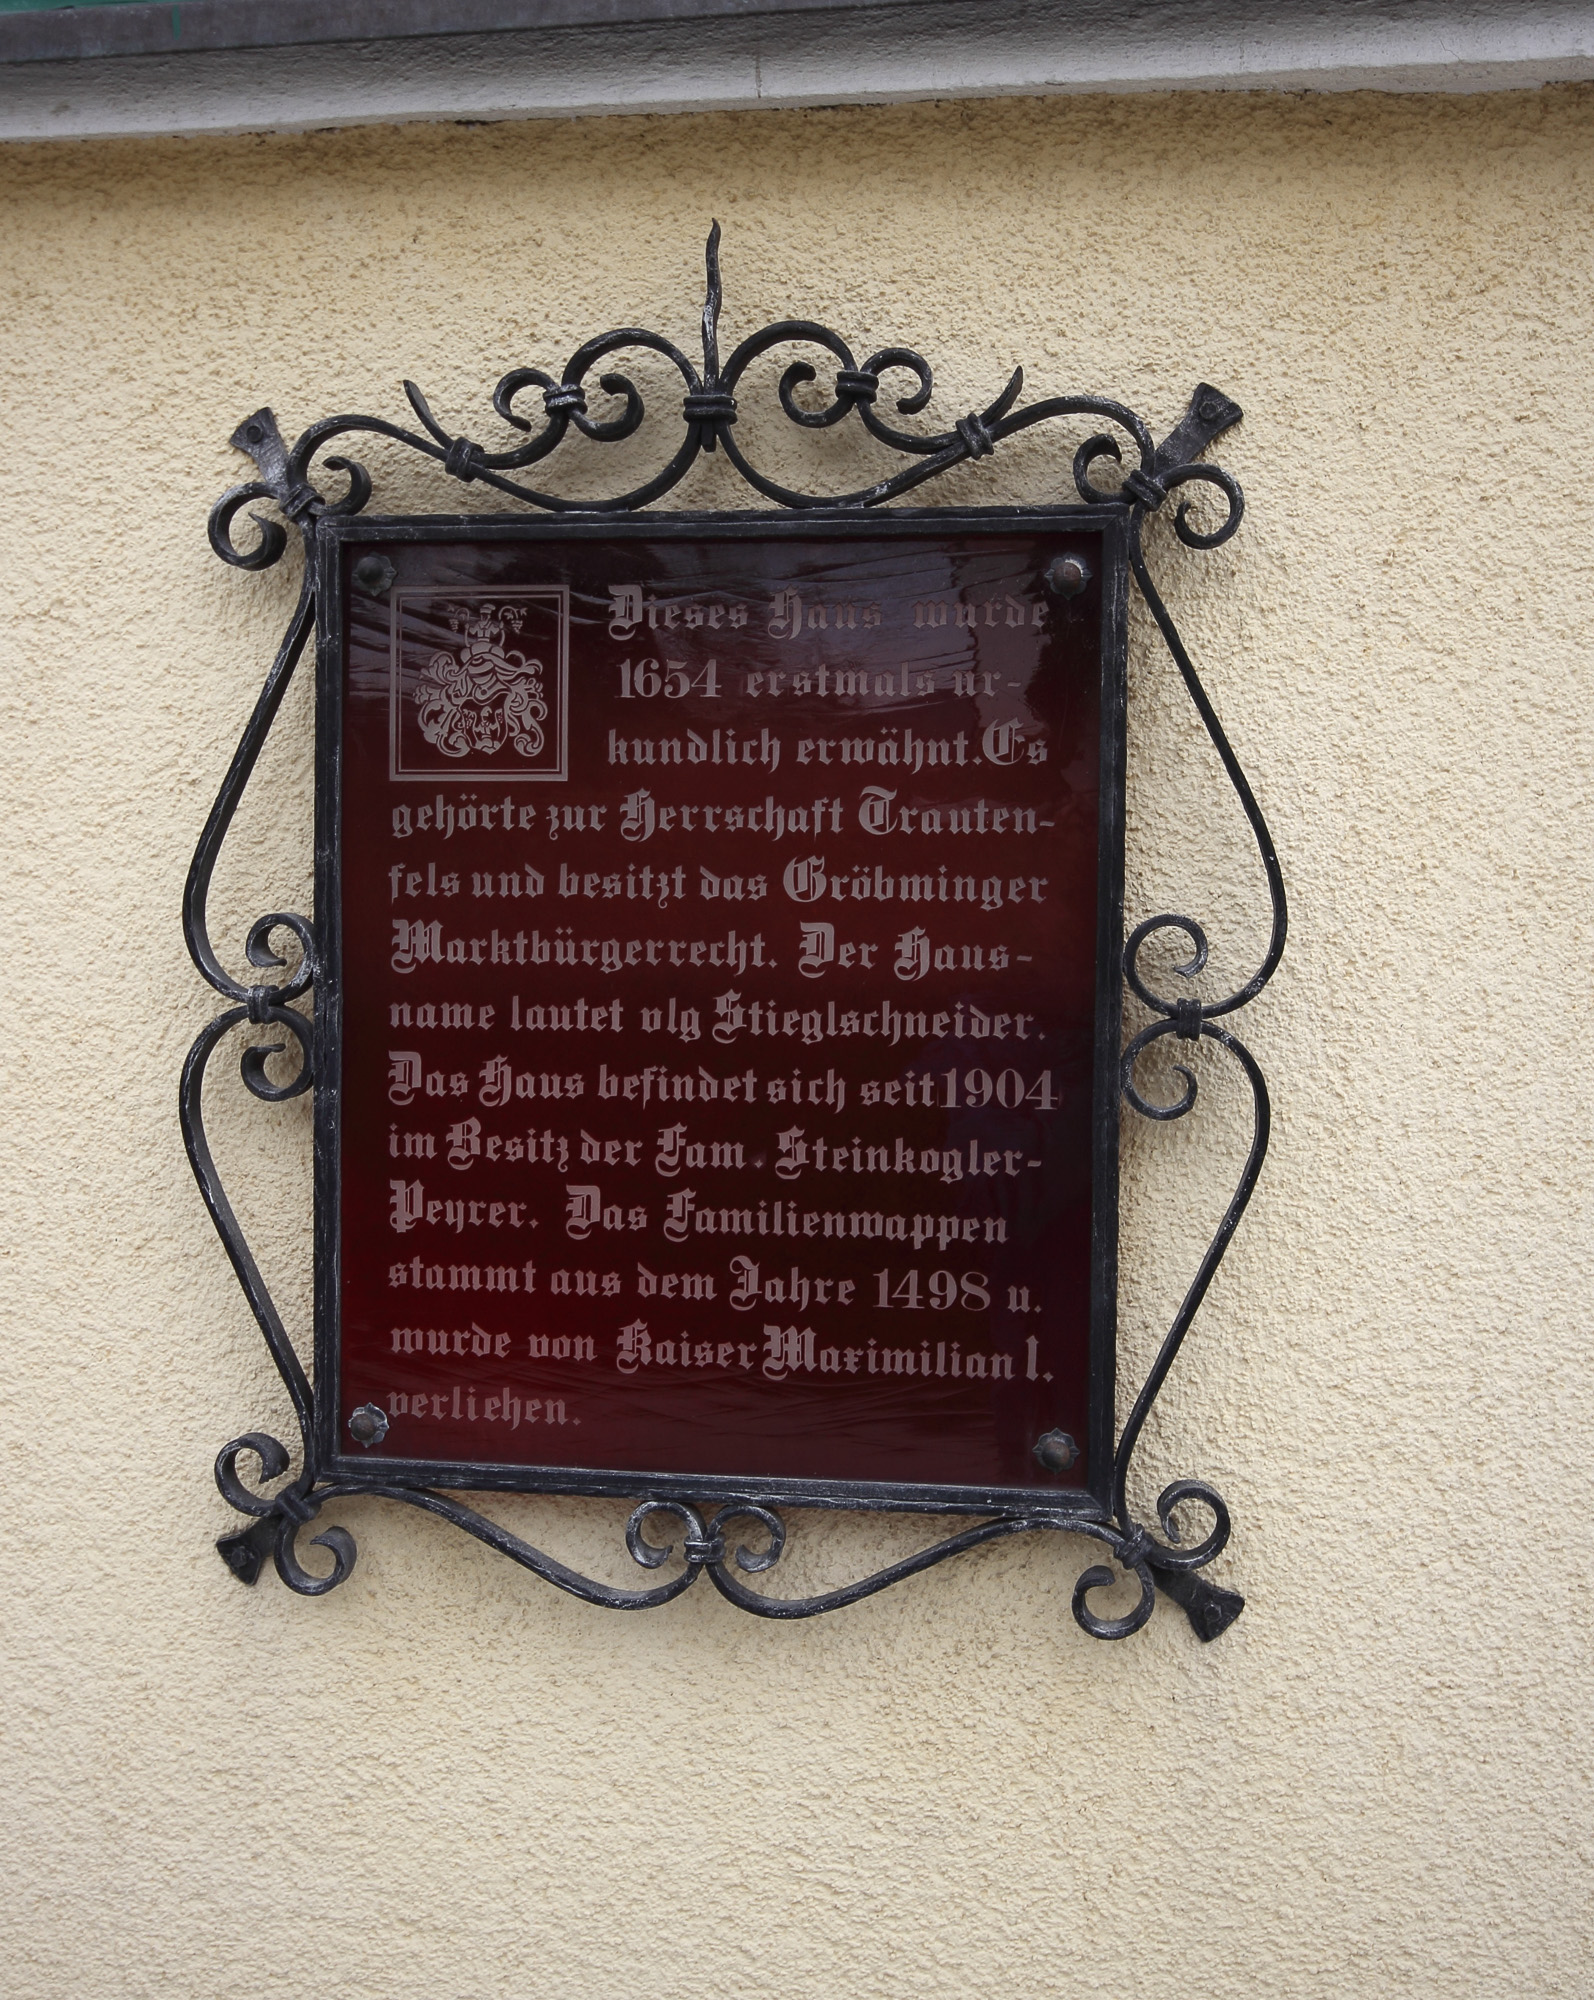 Dieses Haus wurde
1654 erstmals ur-
kundlich erwähnt. Es
gehörte zur Herrschaft Trauten-
fels und besitzt das Gröbminger
Marktbürgerrecht. Der Haus-
name lautet vlg Stieglschneider.
Das Haus befindet sich seit 1904
im Besitz der Fam. Steinkogler-
Peyrer. Das Familienwappen
stammt aus dem Jahre 1498 u.
wurde von Kaiser Maximilian I.
verliehen.